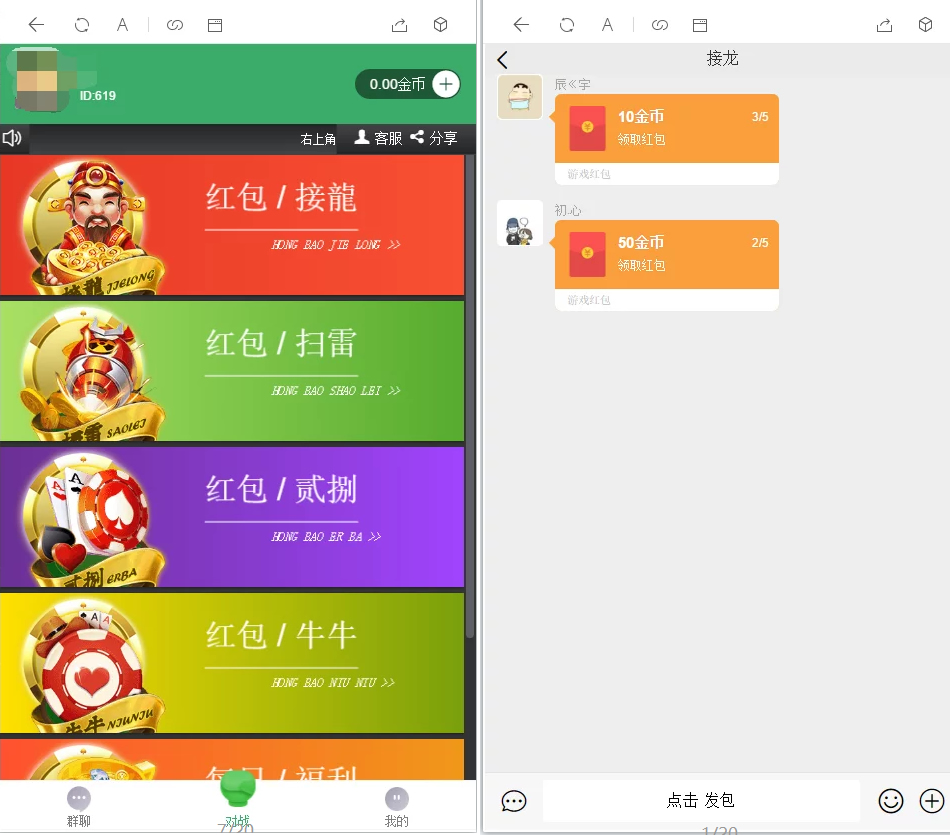 A
ID:619
0.00金币
右上角
客服
分享
红包 / 接龍
HONG BAO JIE LONG >>
接龍 JIELONG
红包 / 扫雷
HONG BAO SHAO LEI >>
掃雷 SAOLEJ
红包 / 贰捌
HONG BAO ER BA >>
A
A
贰捌 ERBA
红包 / 牛牛
HONG BAO NIU NIU >>
A
A
牛牛 NIUNIU
每日 / 福利
群聊
对战
我的
7/20
A
接龙
辰巜宇
10金币
3/5
领取红包
游戏红包
初.心
50金币
2/5
领取红包
游戏红包
点击 发包
1/20